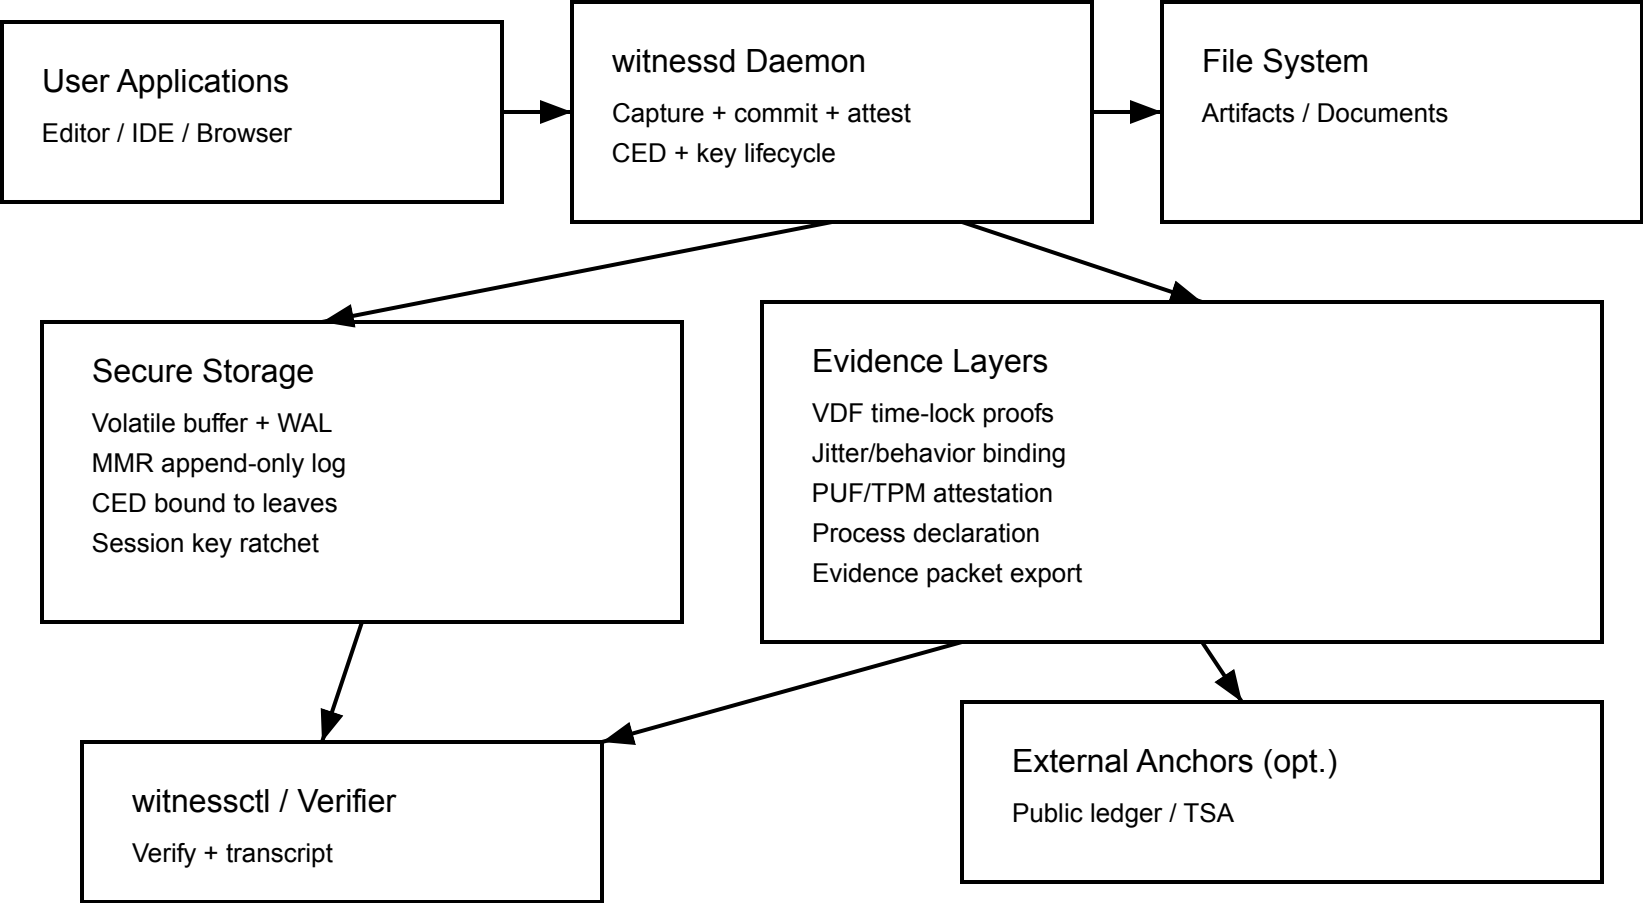 User Applications
Editor / IDE / Browser
witnessd Daemon
Capture + commit + attest
CED + key lifecycle
File System
Artifacts / Documents
Secure Storage
Volatile buffer + WAL
MMR append-only log
CED bound to leaves
Session key ratchet
Evidence Layers
VDF time-lock proofs
Jitter/behavior binding
PUF/TPM attestation
Process declaration
Evidence packet export
witnessctl / Verifier
Verify + transcript
External Anchors (opt.)
Public ledger / TSA